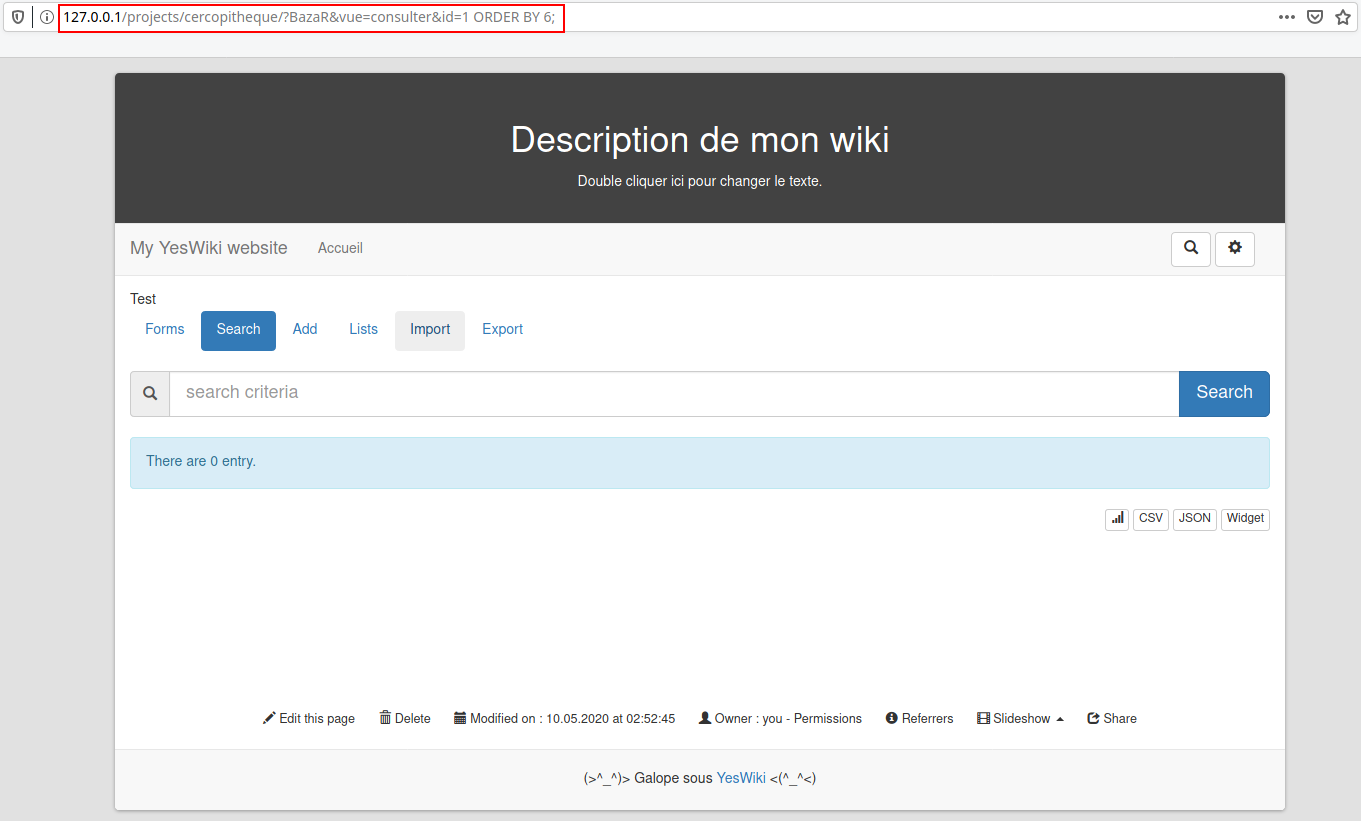 127.0.0.1/projects/cercopitheque/?BazaR&vue=consulter&id=1 ORDER BY 6;
Description de mon wiki
Double cliquer ici pour changer le texte.
My YesWiki website Accueil
Test
Forms Search Add Lists Import Export
search criteria Search
There are 0 entry.
CSV JSON Widget
Edit this page Delete Modified on : 10.05.2020 at 02:52:45 Owner : you - Permissions Referrers Slideshow Share
(>^_^)> Galope sous YesWiki <(^_^<)